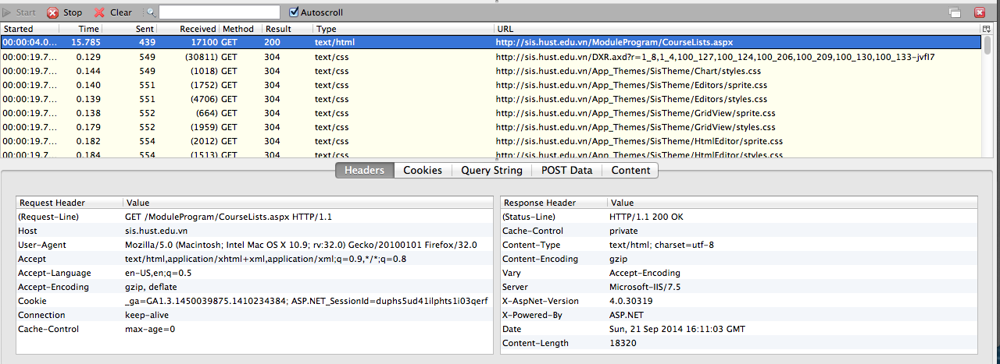 Start Stop Clear Autoscroll
Started Time Sent Received Method Result Type URL
00:00:04.0... 15.785 439 17100 GET 200 text/html http://sis.hust.edu.vn/ModuleProgram/CourseLists.aspx
00:00:19.7... 0.129 549 (30811) GET 304 text/css http://sis.hust.edu.vn/DXR.axd?r=1_8,1_4,100_127,100_124,100_206,100_209,100_130,100_133-jvfI7
00:00:19.7... 0.144 549 (1018) GET 304 text/css http://sis.hust.edu.vn/App_Themes/SisTheme/Chart/styles.css
00:00:19.7... 0.140 551 (1752) GET 304 text/css http://sis.hust.edu.vn/App_Themes/SisTheme/Editors/sprite.css
00:00:19.7... 0.139 551 (4706) GET 304 text/css http://sis.hust.edu.vn/App_Themes/SisTheme/Editors/styles.css
00:00:19.7... 0.138 552 (664) GET 304 text/css http://sis.hust.edu.vn/App_Themes/SisTheme/GridView/sprite.css
00:00:19.7... 0.179 552 (1959) GET 304 text/css http://sis.hust.edu.vn/App_Themes/SisTheme/GridView/styles.css
00:00:19.7... 0.182 554 (2012) GET 304 text/css http://sis.hust.edu.vn/App_Themes/SisTheme/HtmlEditor/sprite.css
00:00:19.7... 0.184 554 (1513) GET 304 text/css http://sis.hust.edu.vn/App_Themes/SisTheme/HtmlEditor/styles.css
Headers Cookies Query String POST Data Content
Request Header Value
(Request-Line) GET /ModuleProgram/CourseLists.aspx HTTP/1.1
Host sis.hust.edu.vn
User-Agent Mozilla/5.0 (Macintosh; Intel Mac OS X 10.9; rv:32.0) Gecko/20100101 Firefox/32.0
Accept text/html,application/xhtml+xml,application/xml;q=0.9,*/*;q=0.8
Accept-Language en-US,en;q=0.5
Accept-Encoding gzip, deflate
Cookie _ga=GA1.3.1450039875.1410234384; ASP.NET_SessionId=duphs5ud41ilphts1i03qerf
Connection keep-alive
Cache-Control max-age=0
Response Header Value
(Status-Line) HTTP/1.1 200 OK
Cache-Control private
Content-Type text/html; charset=utf-8
Content-Encoding gzip
Vary Accept-Encoding
Server Microsoft-IIS/7.5
X-AspNet-Version 4.0.30319
X-Powered-By ASP.NET
Date Sun, 21 Sep 2014 16:11:03 GMT
Content-Length 18320